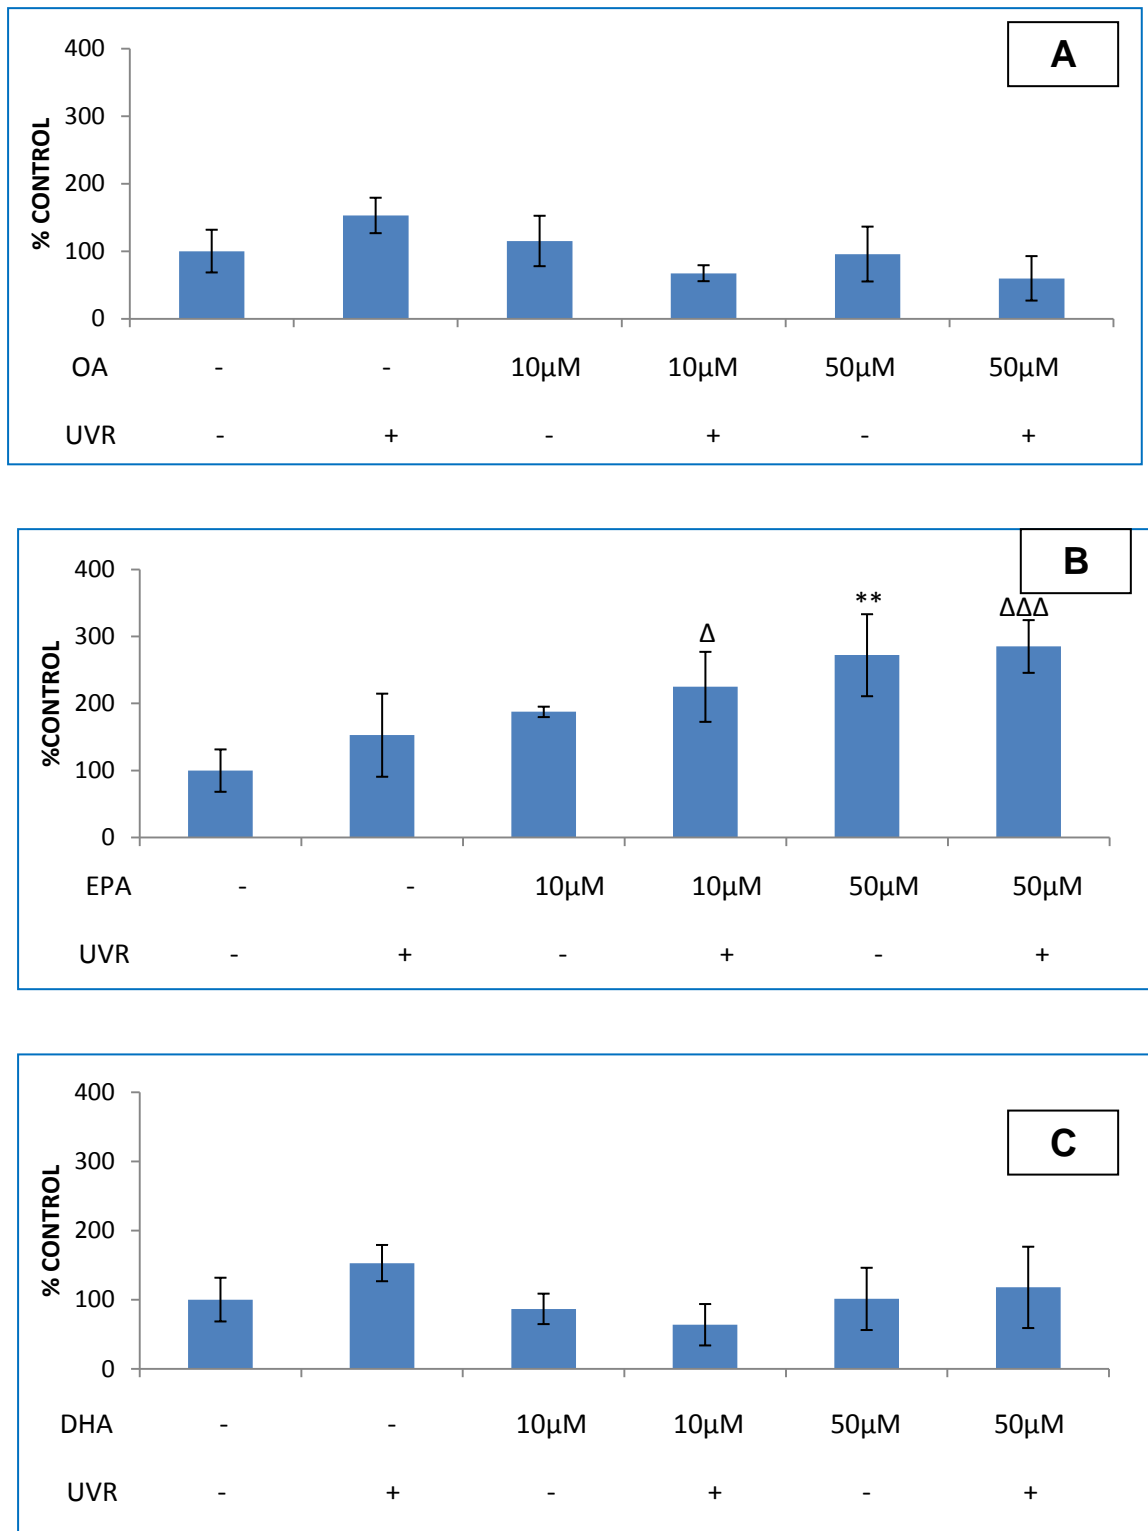 A
400
300
200
100
0
% CONTROL
OA - - 10µM 10µM 50µM 50µM
UVR - + - + - +
B
400
300
200
100
0
%CONTROL
Δ ** ΔΔΔ
EPA - - 10µM 10µM 50µM 50µM
UVR - + - + - +
C
400
300
200
100
0
% CONTROL
DHA - - 10µM 10µM 50µM 50µM
UVR - + - + - +